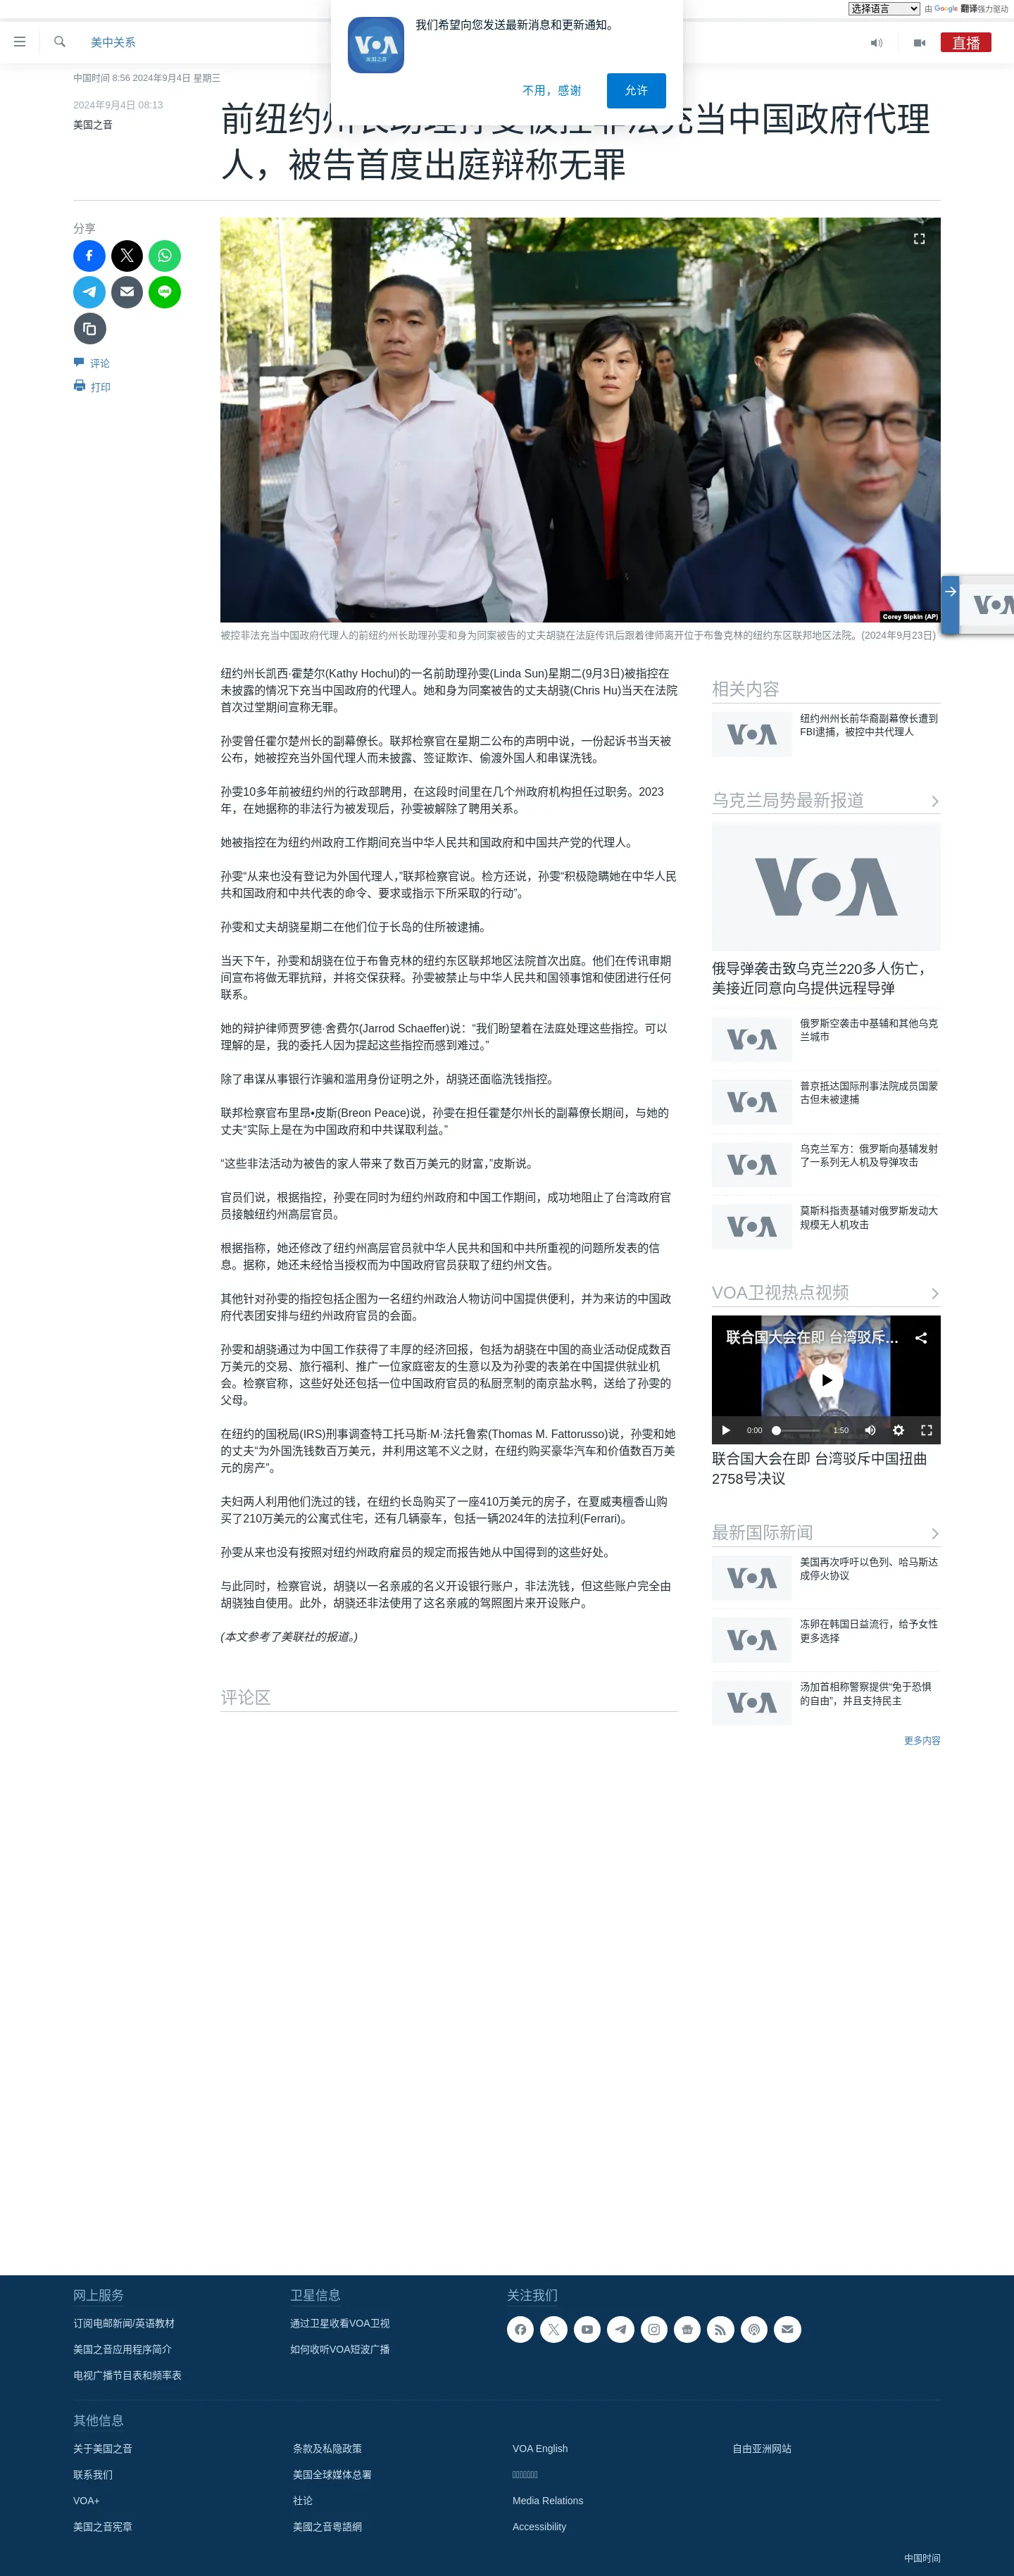 选择语言
由 Google 翻译强力驱动
美中关系
直播
VOA
美国之音
我们希望向您发送最新消息和更新通知。
不用，感谢
允许
中国时间 8:56 2024年9月4日 星期三
2024年9月4日 08:13
美国之音
充当中国政府代理
人，被告首度出庭辩称无罪
分享
评论
打印
Corey Sipkin (AP)
被控非法充当中国政府代理人的前纽约州长助理孙雯和身为同案被告的丈夫胡骁在法庭传讯后跟着律师离开位于布鲁克林的纽约东区联邦地区法院。(2024年9月23日)
纽约州长凯西·霍楚尔(Kathy Hochul)的一名前助理孙雯(Linda Sun)星期二(9月3日)被指控在
未披露的情况下充当中国政府的代理人。她和身为同案被告的丈夫胡骁(Chris Hu)当天在法院
首次过堂期间宣称无罪。
孙雯曾任霍尔楚州长的副幕僚长。联邦检察官在星期二公布的声明中说，一份起诉书当天被
公布，她被控充当外国代理人而未披露、签证欺诈、偷渡外国人和串谋洗钱。
孙雯10多年前被纽约州的行政部聘用，在这段时间里在几个州政府机构担任过职务。2023
年，在她据称的非法行为被发现后，孙雯被解除了聘用关系。
她被指控在为纽约州政府工作期间充当中华人民共和国政府和中国共产党的代理人。
孙雯“从来也没有登记为外国代理人，”联邦检察官说。检方还说，孙雯“积极隐瞒她在中华人民
共和国政府和中共代表的命令、要求或指示下所采取的行动”。
孙雯和丈夫胡骁星期二在他们位于长岛的住所被逮捕。
当天下午，孙雯和胡骁在位于布鲁克林的纽约东区联邦地区法院首次出庭。他们在传讯审期
间宣布将做无罪抗辩，并将交保获释。孙雯被禁止与中华人民共和国领事馆和使团进行任何
联系。
她的辩护律师贾罗德·舍费尔(Jarrod Schaeffer)说：“我们盼望着在法庭处理这些指控。可以
理解的是，我的委托人因为提起这些指控而感到难过。”
除了串谋从事银行诈骗和滥用身份证明之外，胡骁还面临洗钱指控。
联邦检察官布里昂•皮斯(Breon Peace)说，孙雯在担任霍楚尔州长的副幕僚长期间，与她的
丈夫“实际上是在为中国政府和中共谋取利益。”
“这些非法活动为被告的家人带来了数百万美元的财富，”皮斯说。
官员们说，根据指控，孙雯在同时为纽约州政府和中国工作期间，成功地阻止了台湾政府官
员接触纽约州高层官员。
根据指称，她还修改了纽约州高层官员就中华人民共和国和中共所重视的问题所发表的信
息。据称，她还未经恰当授权而为中国政府官员获取了纽约州文告。
其他针对孙雯的指控包括企图为一名纽约州政治人物访问中国提供便利，并为来访的中国政
府代表团安排与纽约州政府官员的会面。
孙雯和胡骁通过为中国工作获得了丰厚的经济回报，包括为胡骁在中国的商业活动促成数百
万美元的交易、旅行福利、推广一位家庭密友的生意以及为孙雯的表弟在中国提供就业机
会。检察官称，这些好处还包括一位中国政府官员的私厨烹制的南京盐水鸭，送给了孙雯的
父母。
在纽约的国税局(IRS)刑事调查特工托马斯·M·法托鲁索(Thomas M. Fattorusso)说，孙雯和她
的丈夫“为外国洗钱数百万美元，并利用这笔不义之财，在纽约购买豪华汽车和价值数百万美
元的房产”。
夫妇两人利用他们洗过的钱，在纽约长岛购买了一座410万美元的房子，在夏威夷檀香山购
买了210万美元的公寓式住宅，还有几辆豪车，包括一辆2024年的法拉利(Ferrari)。
孙雯从来也没有按照对纽约州政府雇员的规定而报告她从中国得到的这些好处。
与此同时，检察官说，胡骁以一名亲戚的名义开设银行账户，非法洗钱，但这些账户完全由
胡骁独自使用。此外，胡骁还非法使用了这名亲戚的驾照图片来开设账户。
(本文参考了美联社的报道。)
评论区
相关内容
VOA
纽约州州长前华裔副幕僚长遭到
FBI逮捕，被控中共代理人
乌克兰局势最新报道
VOA
俄导弹袭击致乌克兰220多人伤亡，
美接近同意向乌提供远程导弹
VOA
俄罗斯空袭击中基辅和其他乌克
兰城市
VOA
普京抵达国际刑事法院成员国蒙
古但未被逮捕
VOA
乌克兰军方：俄罗斯向基辅发射
了一系列无人机及导弹攻击
VOA
莫斯科指责基辅对俄罗斯发动大
规模无人机攻击
VOA卫视热点视频
联合国大会在即 台湾驳斥...
0:00
1:50
联合国大会在即 台湾驳斥中国扭曲
2758号决议
最新国际新闻
VOA
美国再次呼吁以色列、哈马斯达
成停火协议
VOA
冻卵在韩国日益流行，给予女性
更多选择
VOA
汤加首相称警察提供“免于恐惧
的自由”，并且支持民主
更多内容
网上服务
订阅电邮新闻/英语教材
美国之音应用程序简介
电视广播节目表和频率表
卫星信息
通过卫星收看VOA卫视
如何收听VOA短波广播
关注我们
其他信息
关于美国之音
联系我们
VOA+
美国之音宪章
条款及私隐政策
美国全球媒体总署
社论
美國之音粵語網
VOA English
Media Relations
Accessibility
自由亚洲网站
中国时间